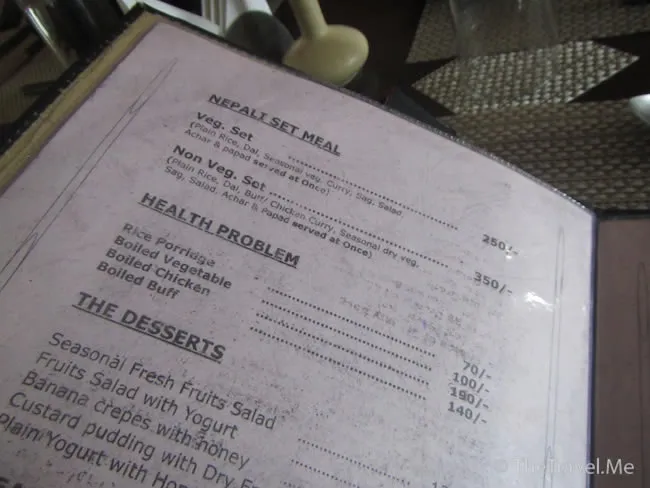 NEPALI SET MEAL
Veg. Set ........ 250/-
(Plain Rice, Dal, Seasonal veg. Curry, Sag, Salad,
Achar & papad served at Once)
Non Veg. Set ........ 350/-
(Plain Rice, Dal, Buff/ Chicken Curry, Seasonal dry veg.
Sag, Salad, Achar & Papad served at Once)
HEALTH PROBLEM
Rice Porridge ........ 70/-
Boiled Vegetable ........ 100/-
Boiled Chicken ........ 190/-
Boiled Buff ........ 140/-
THE DESSERTS
Seasonal Fresh Fruits Salad
Fruits Salad with Yogurt
Banana crepes with honey
Custard pudding with Dry
Plain Yogurt with
© TheTravel.Me